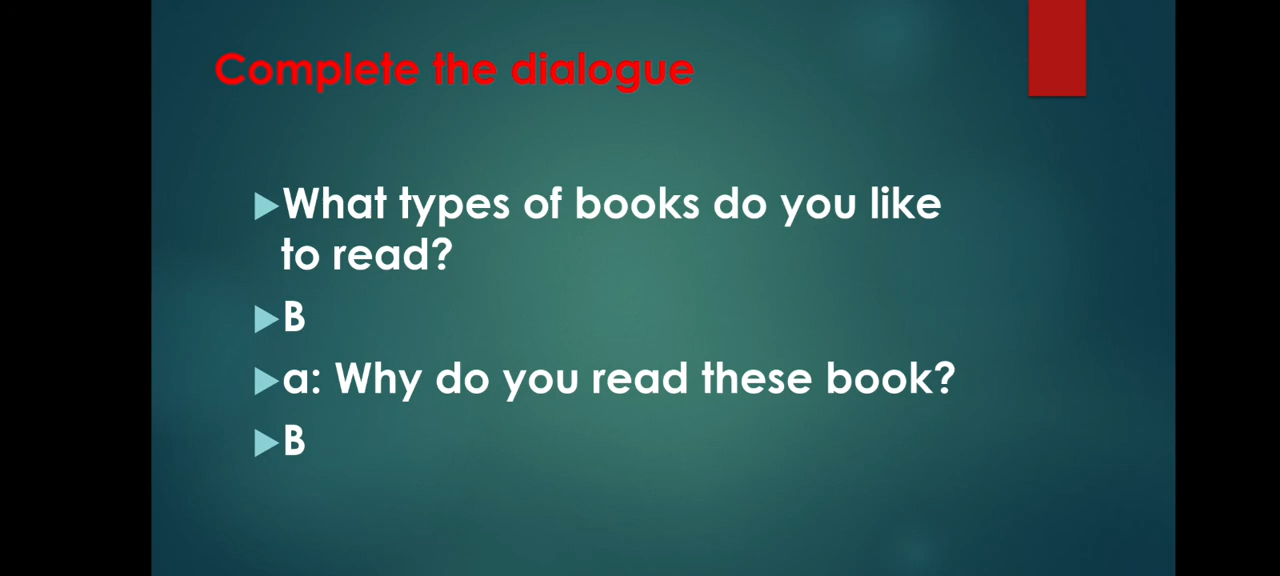 Complete the dialogue
What types of books do you like
to read?
B
a: Why do you read these book?
B